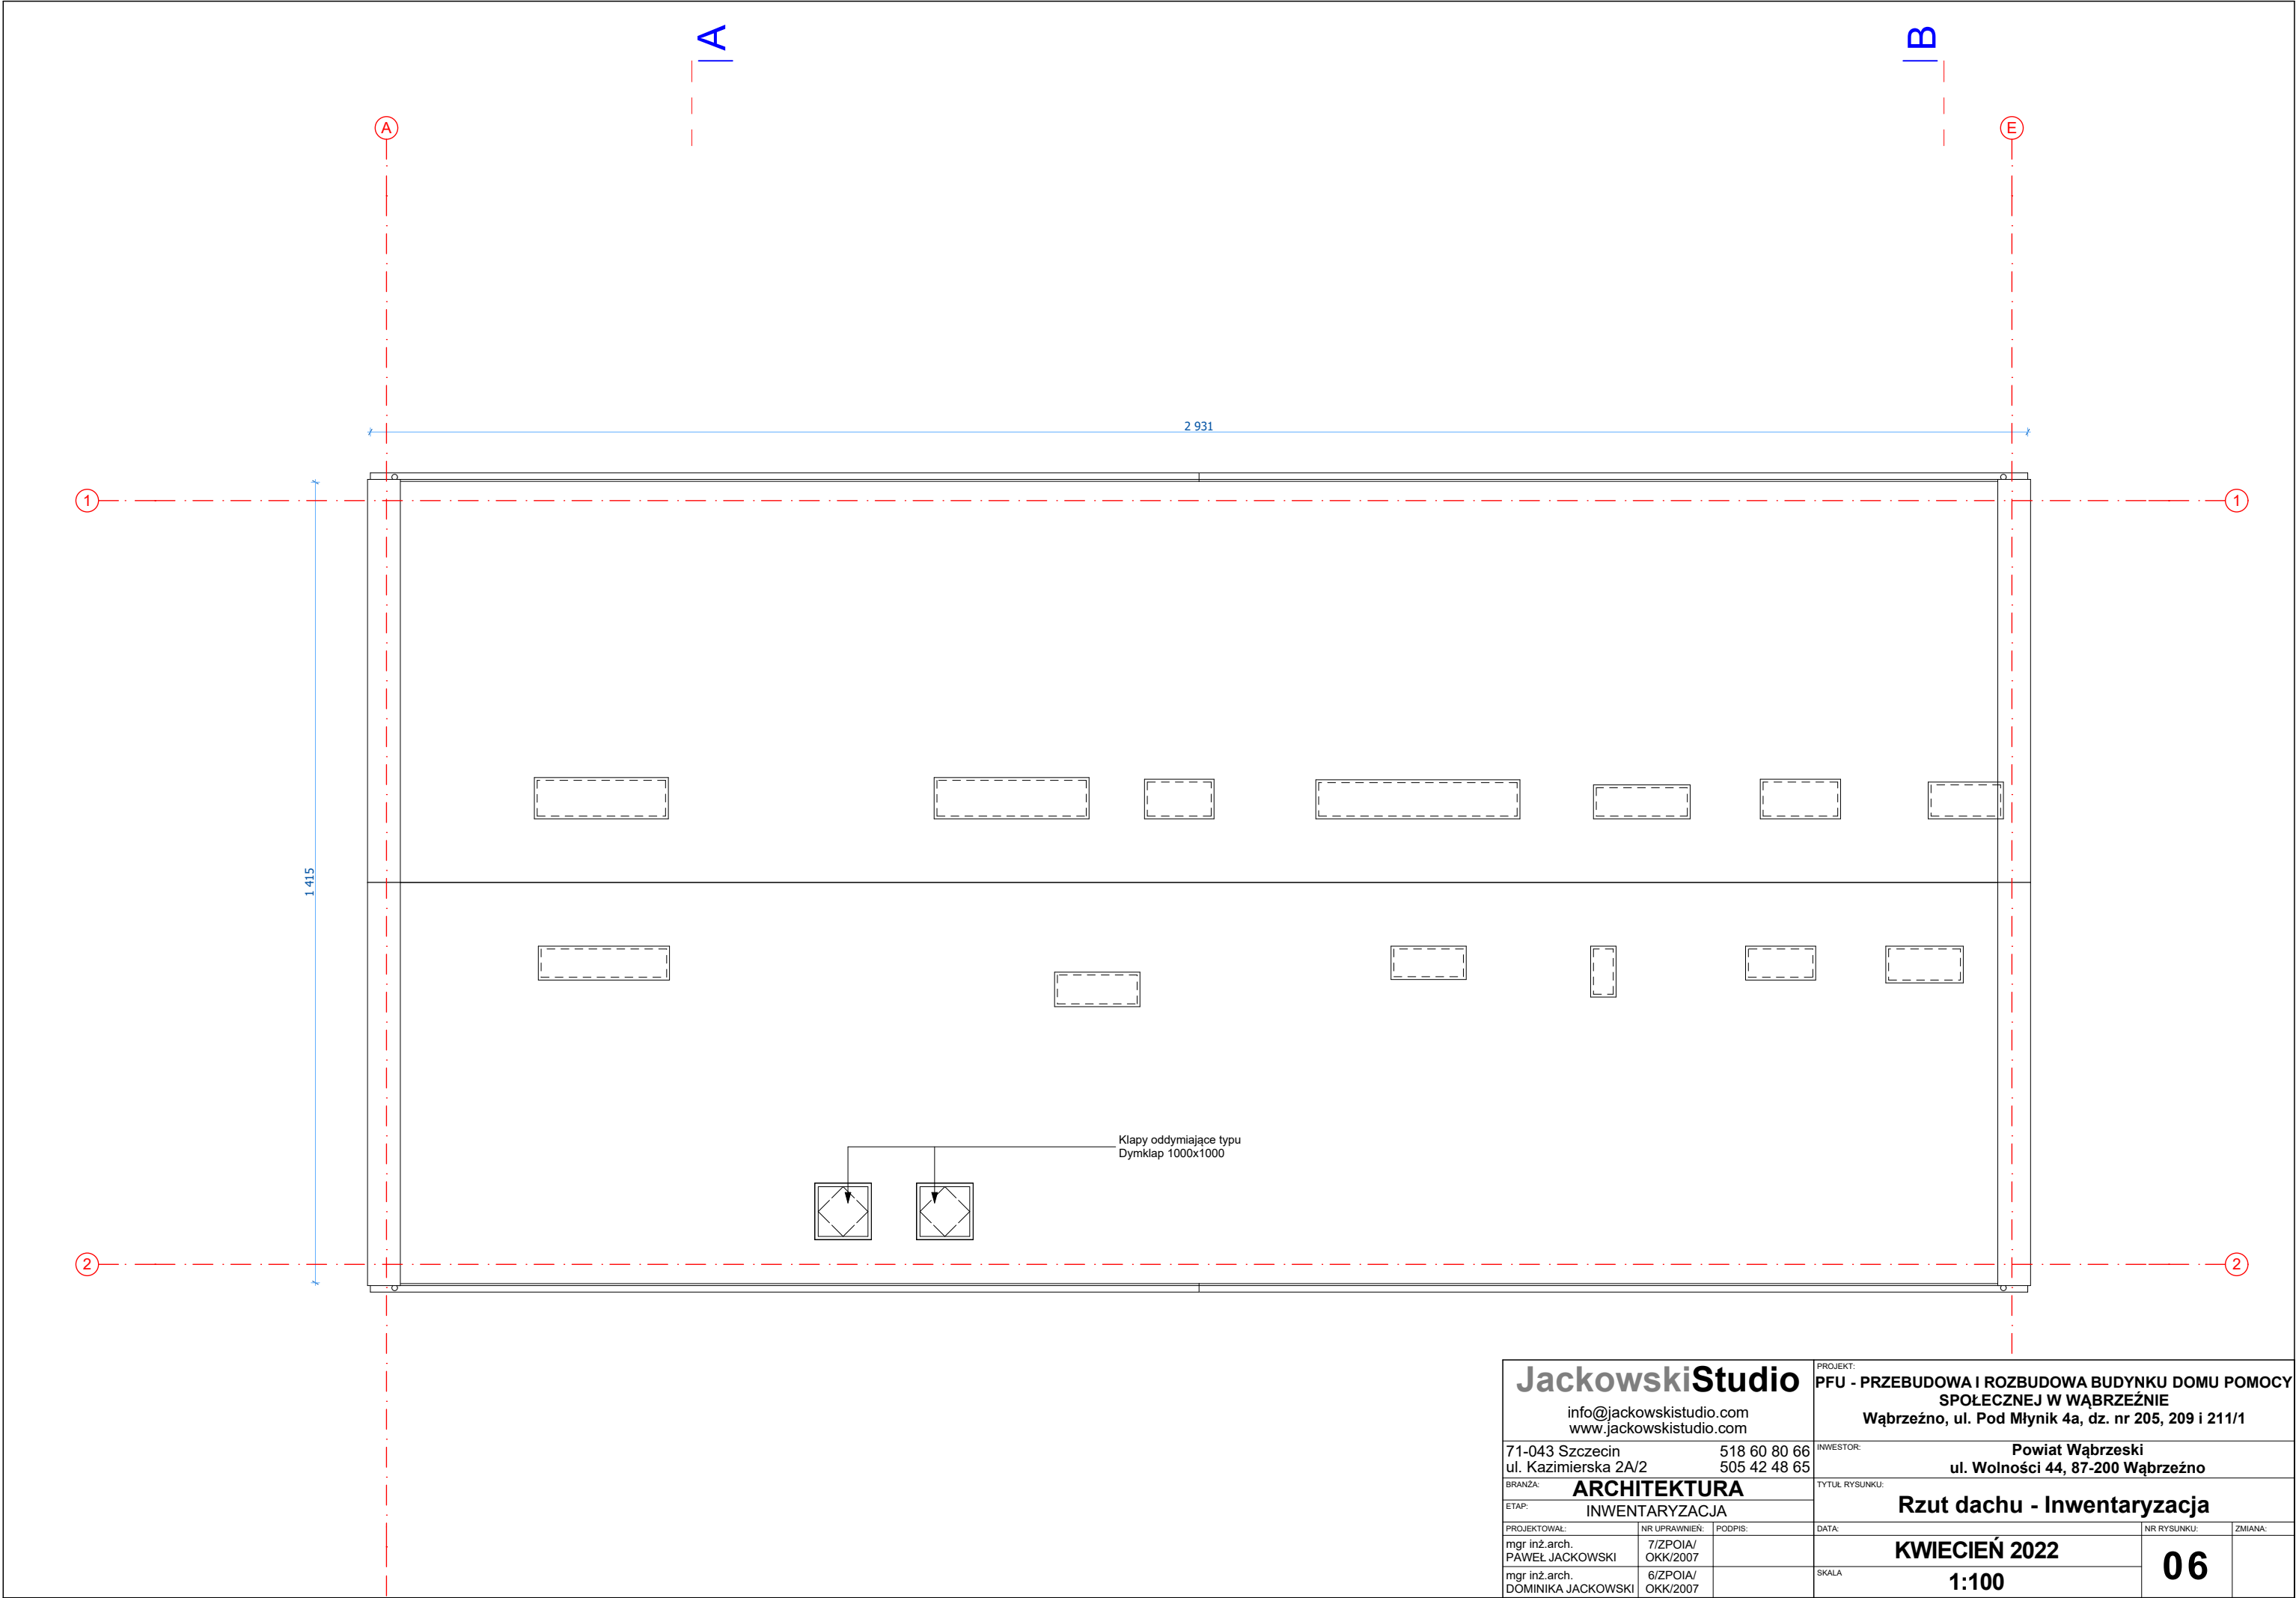 A
B
A
E
2 931
1
1
1 415
Klapy oddymiające typu
Dymklap 1000x1000
2
2
JackowskiStudio
info@jackowskistudio.com
www.jackowskistudio.com
71-043 Szczecin 518 60 80 66
ul. Kazimierska 2A/2 505 42 48 65
BRANŻA: ARCHITEKTURA
ETAP: INWENTARYZACJA
PROJEKTOWAŁ: NR UPRAWNIEŃ: PODPIS:
mgr inż.arch. 7/ZPOIA/
PAWEŁ JACKOWSKI OKK/2007
mgr inż.arch. 6/ZPOIA/
DOMINIKA JACKOWSKI OKK/2007
PROJEKT:
PFU - PRZEBUDOWA I ROZBUDOWA BUDYNKU DOMU POMOCY
SPOŁECZNEJ W WĄBRZEŹNIE
Wąbrzeźno, ul. Pod Młynik 4a, dz. nr 205, 209 i 211/1
INWESTOR: Powiat Wąbrzeski
ul. Wolności 44, 87-200 Wąbrzeźno
TYTUŁ RYSUNKU:
Rzut dachu - Inwentaryzacja
DATA: NR RYSUNKU: ZMIANA:
KWIECIEŃ 2022
06
SKALA 1:100